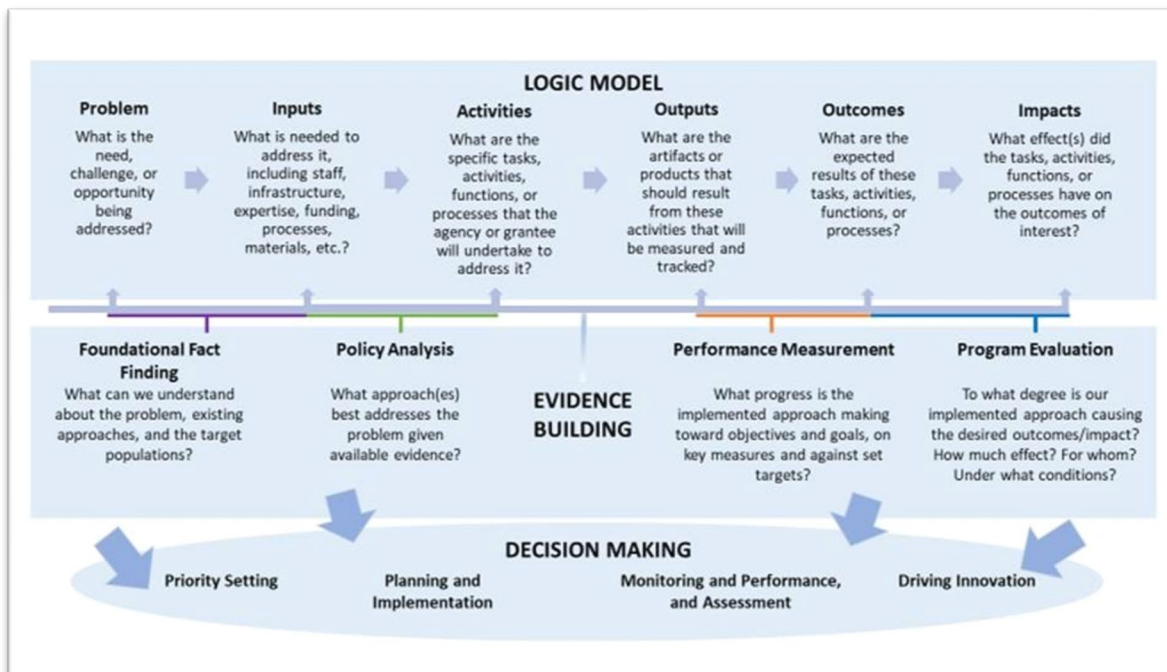 LOGIC MODEL
Problem
What is the
need,
challenge, or
opportunity
being
addressed?
Inputs
What is needed to
address it,
including staff,
infrastructure,
expertise, funding,
processes,
materials, etc.?
Activities
What are the
specific tasks,
activities,
functions, or
processes that the
agency or grantee
will undertake to
address it?
Outputs
What are the
artifacts or
products that
should result
from these
activities that will
be measured and
tracked?
Outcomes
What are the
expected
results of these
tasks, activities,
functions, or
processes?
Impacts
What effect(s) did
the tasks, activities,
functions, or
processes have on
the outcomes of
interest?
Foundational Fact
Finding
What can we understand
about the problem, existing
approaches, and the target
populations?
Policy Analysis
What approach(es)
best addresses the
problem given
available evidence?
EVIDENCE
BUILDING
Performance Measurement
What progress is the
implemented approach making
toward objectives and goals, on
key measures and against set
targets?
Program Evaluation
To what degree is our
implemented approach causing
the desired outcomes/impact?
How much effect? For whom?
Under what conditions?
DECISION MAKING
Priority Setting
Planning and
Implementation
Monitoring and Performance,
and Assessment
Driving Innovation